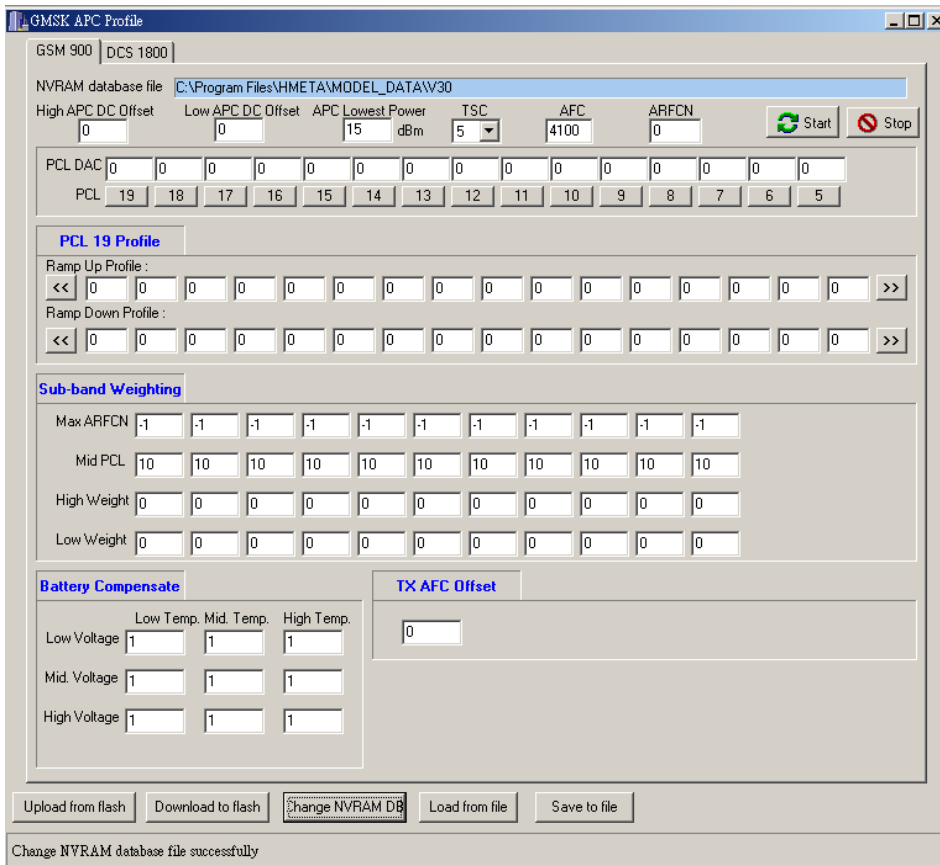 GMSK APC Profile
GSM 900 DCS 1800
NVRAM database file C:\Program Files\HMETA\MODEL_DATA\V30
High APC DC Offset Low APC DC Offset APC Lowest Power TSC AFC ARFCN
0 0 15 dBm 5 4100 0 Start Stop
PCL DAC 0 0 0 0 0 0 0 0 0 0 0 0 0 0 0
PCL 19 18 17 16 15 14 13 12 11 10 9 8 7 6 5
PCL 19 Profile
Ramp Up Profile :
<< 0 0 0 0 0 0 0 0 0 0 0 0 0 0 0 0 >>
Ramp Down Profile :
<< 0 0 0 0 0 0 0 0 0 0 0 0 0 0 0 0 >>
Sub-band Weighting
Max ARFCN -1 -1 -1 -1 -1 -1 -1 -1 -1 -1 -1
Mid PCL 10 10 10 10 10 10 10 10 10 10 10
High Weight 0 0 0 0 0 0 0 0 0 0 0
Low Weight 0 0 0 0 0 0 0 0 0 0 0
Battery Compensate
Low Temp. Mid. Temp. High Temp.
Low Voltage 1 1 1
Mid. Voltage 1 1 1
High Voltage 1 1 1
TX AFC Offset
0
Upload from flash Download to flash Change NVRAM DB Load from file Save to file
Change NVRAM database file successfully